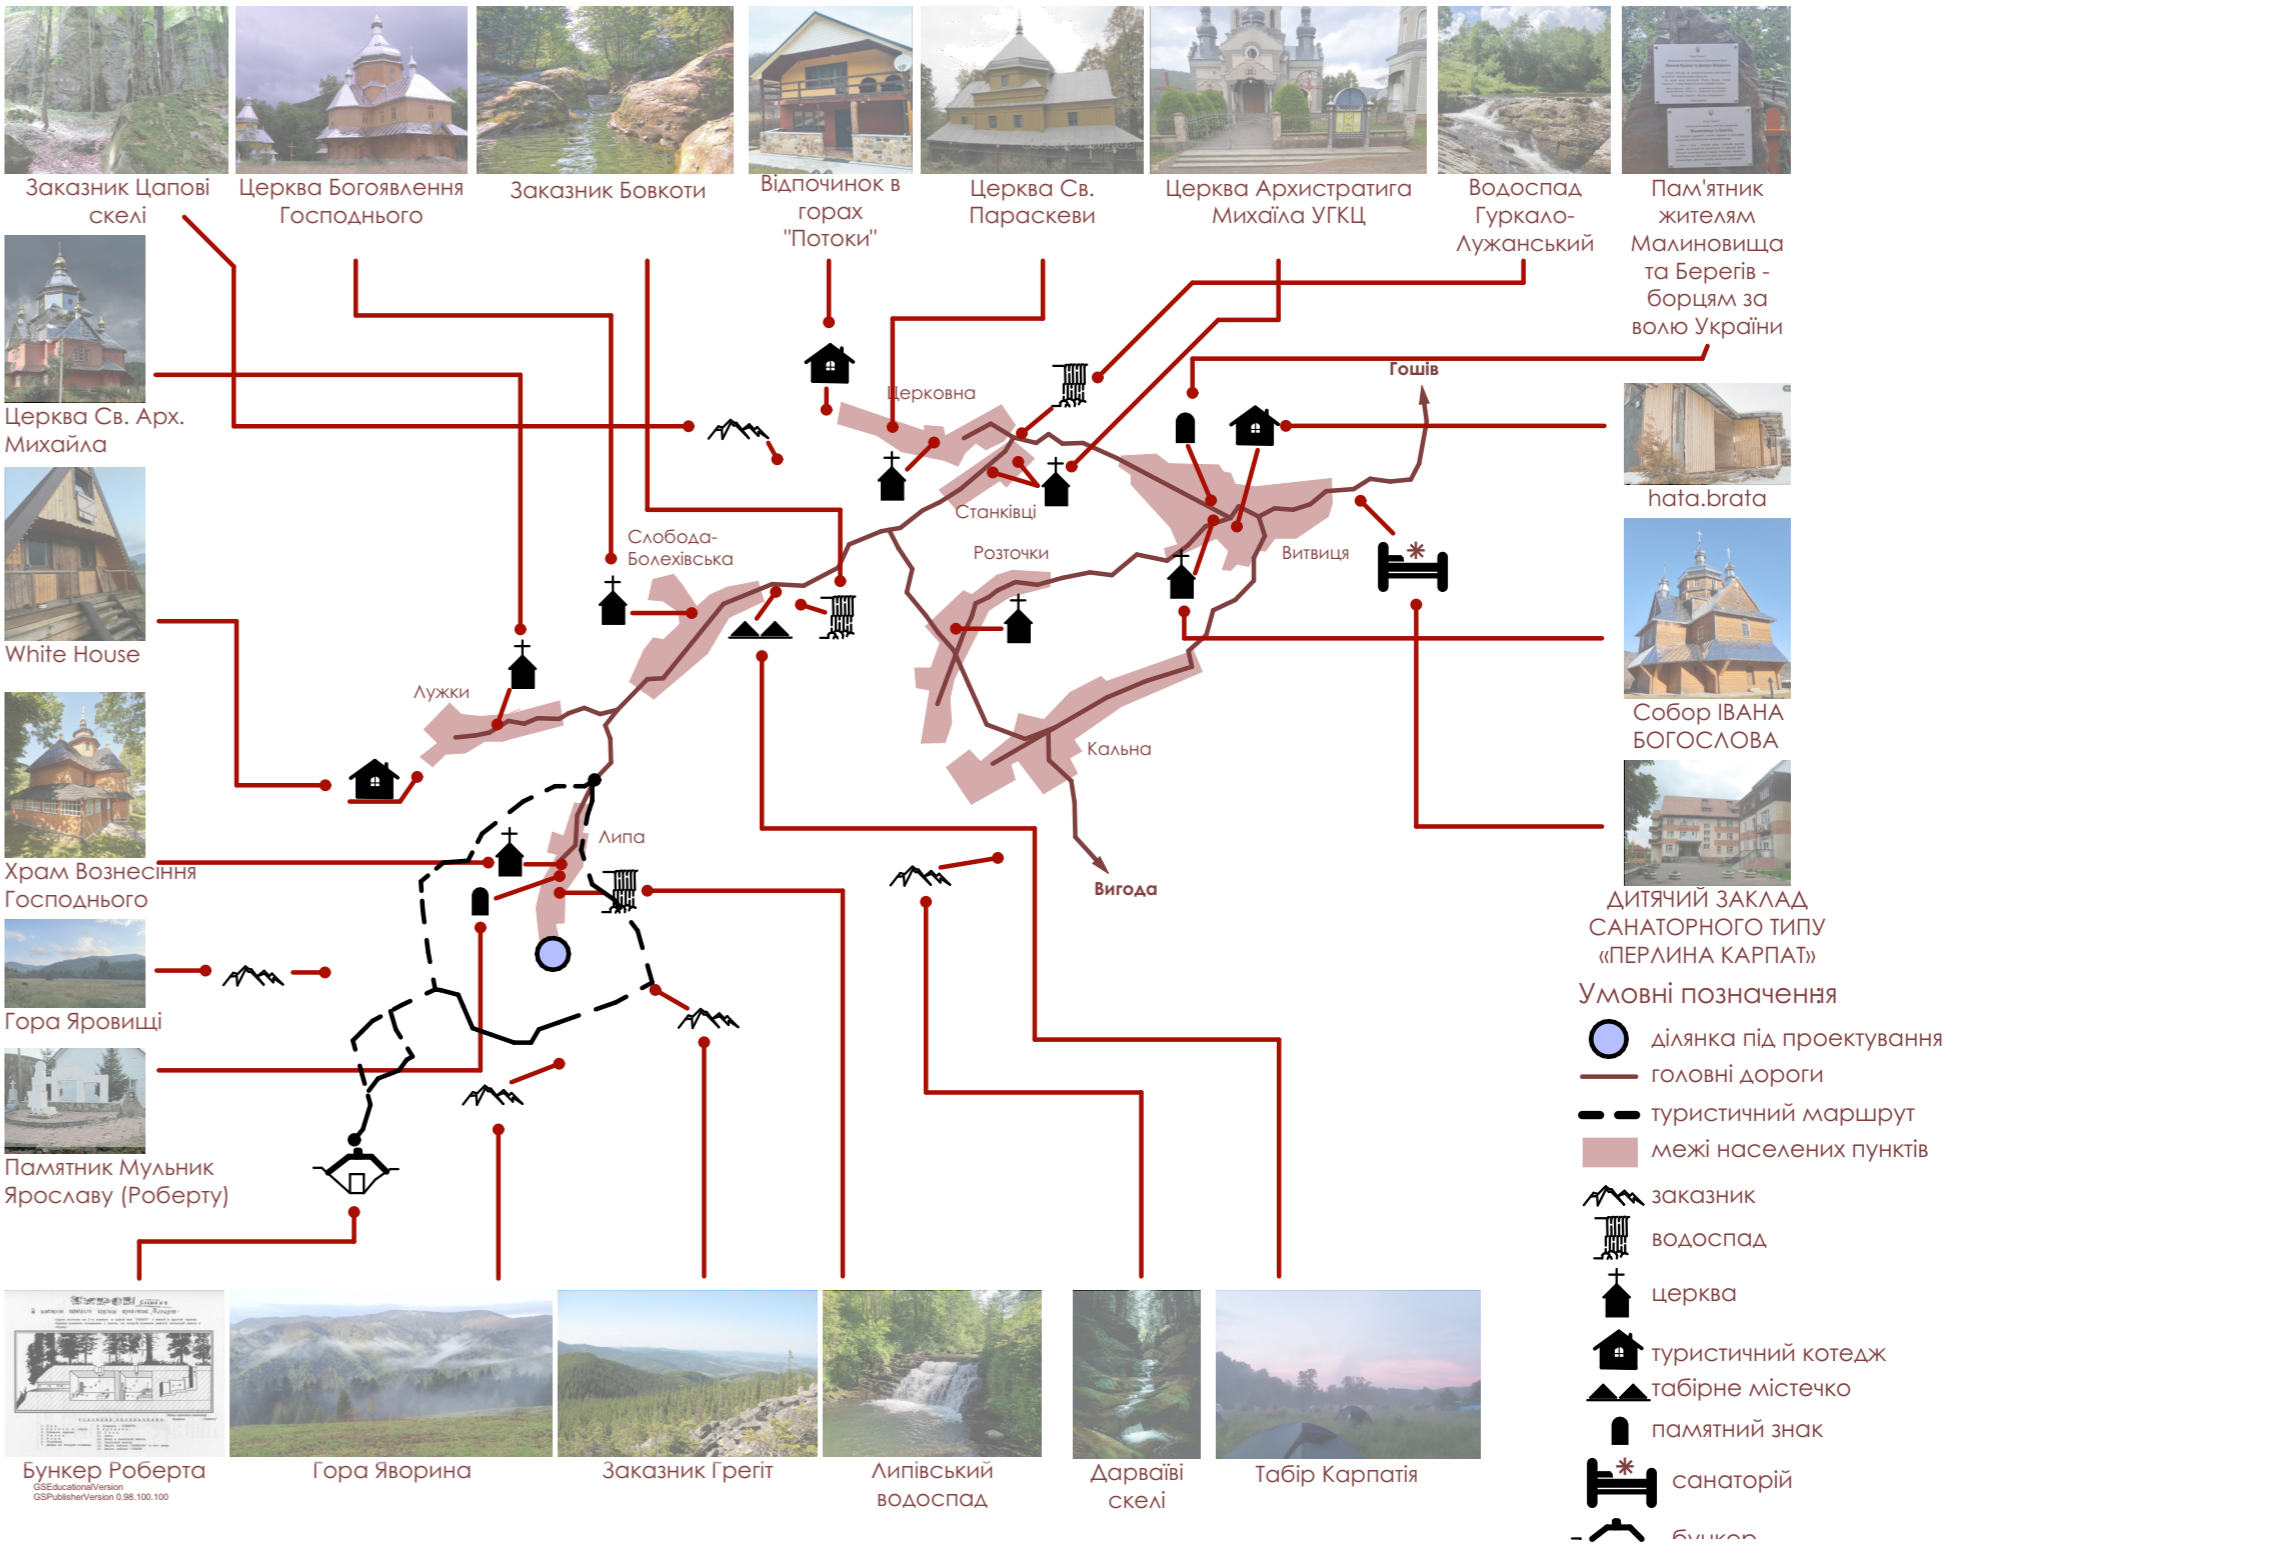 Заказник Цапові
скелі
Церква Богоявлення
Господнього
Заказник Бовкоти
Відпочинок в
горах
"Потоки"
Церква Св.
Параскеви
Церква Архистратига
Михаїла УГКЦ
Водоспад
Гуркало-
Лужанський
Пам'ятник
жителям
Малиновища
та Берегів -
борцям за
волю України
Церква Св. Арх.
Михайла
White House
Храм Вознесіння
Господнього
Гора Яровищі
Памятник Мульник
Ярославу (Роберту)
Церковна
Гошів
Станківці
Слобода-
Болехівська
Розточки
Витвиця
Лужки
Кальна
Липа
Вигода
hata.brata
Собор ІВАНА
БОГОСЛОВА
ДИТЯЧИЙ ЗАКЛАД
САНАТОРНОГО ТИПУ
«ПЕРЛИНА КАРПАТ»
Умовні позначення:
ділянка під проектування
головні дороги
туристичний маршрут
межі населених пунктів
заказник
водоспад
церква
туристичний котедж
табірне містечко
памятний знак
санаторій
бункер
Бункер Роберта
GSEducationalVersion
GSPublisherVersion 0.98.100.100
Гора Яворина
Заказник Грегіт
Липівський
водоспад
Дарваїві
скелі
Табір Карпатія